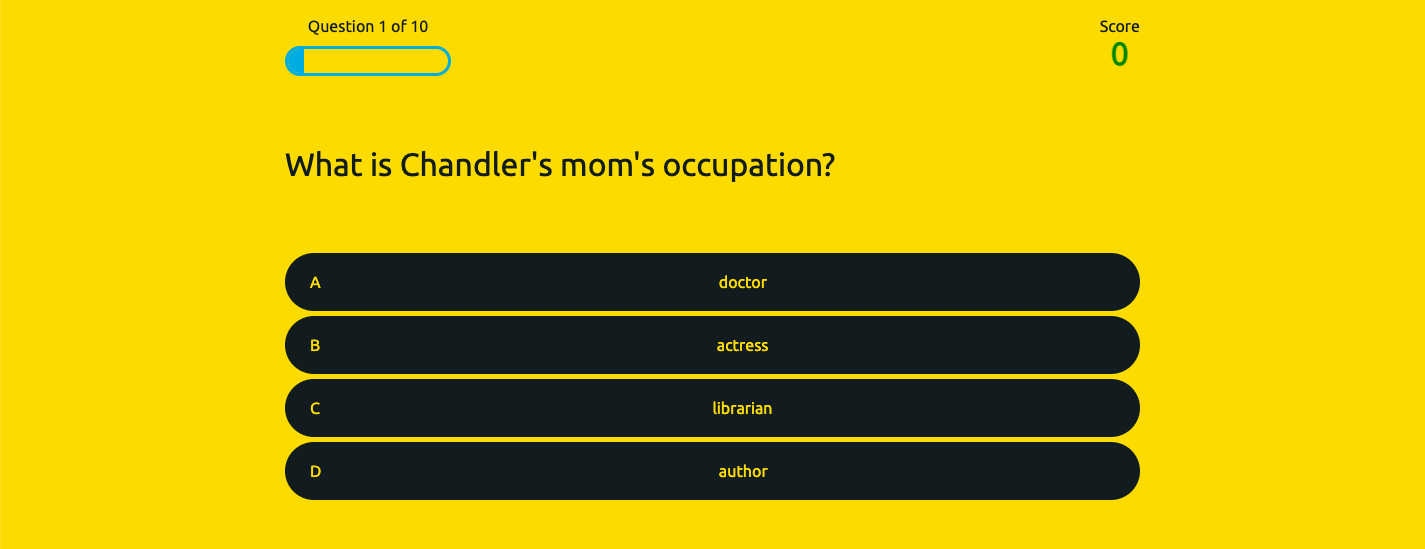 Question 1 of 10
Score
0
What is Chandler's mom's occupation?
A doctor
B actress
C librarian
D author